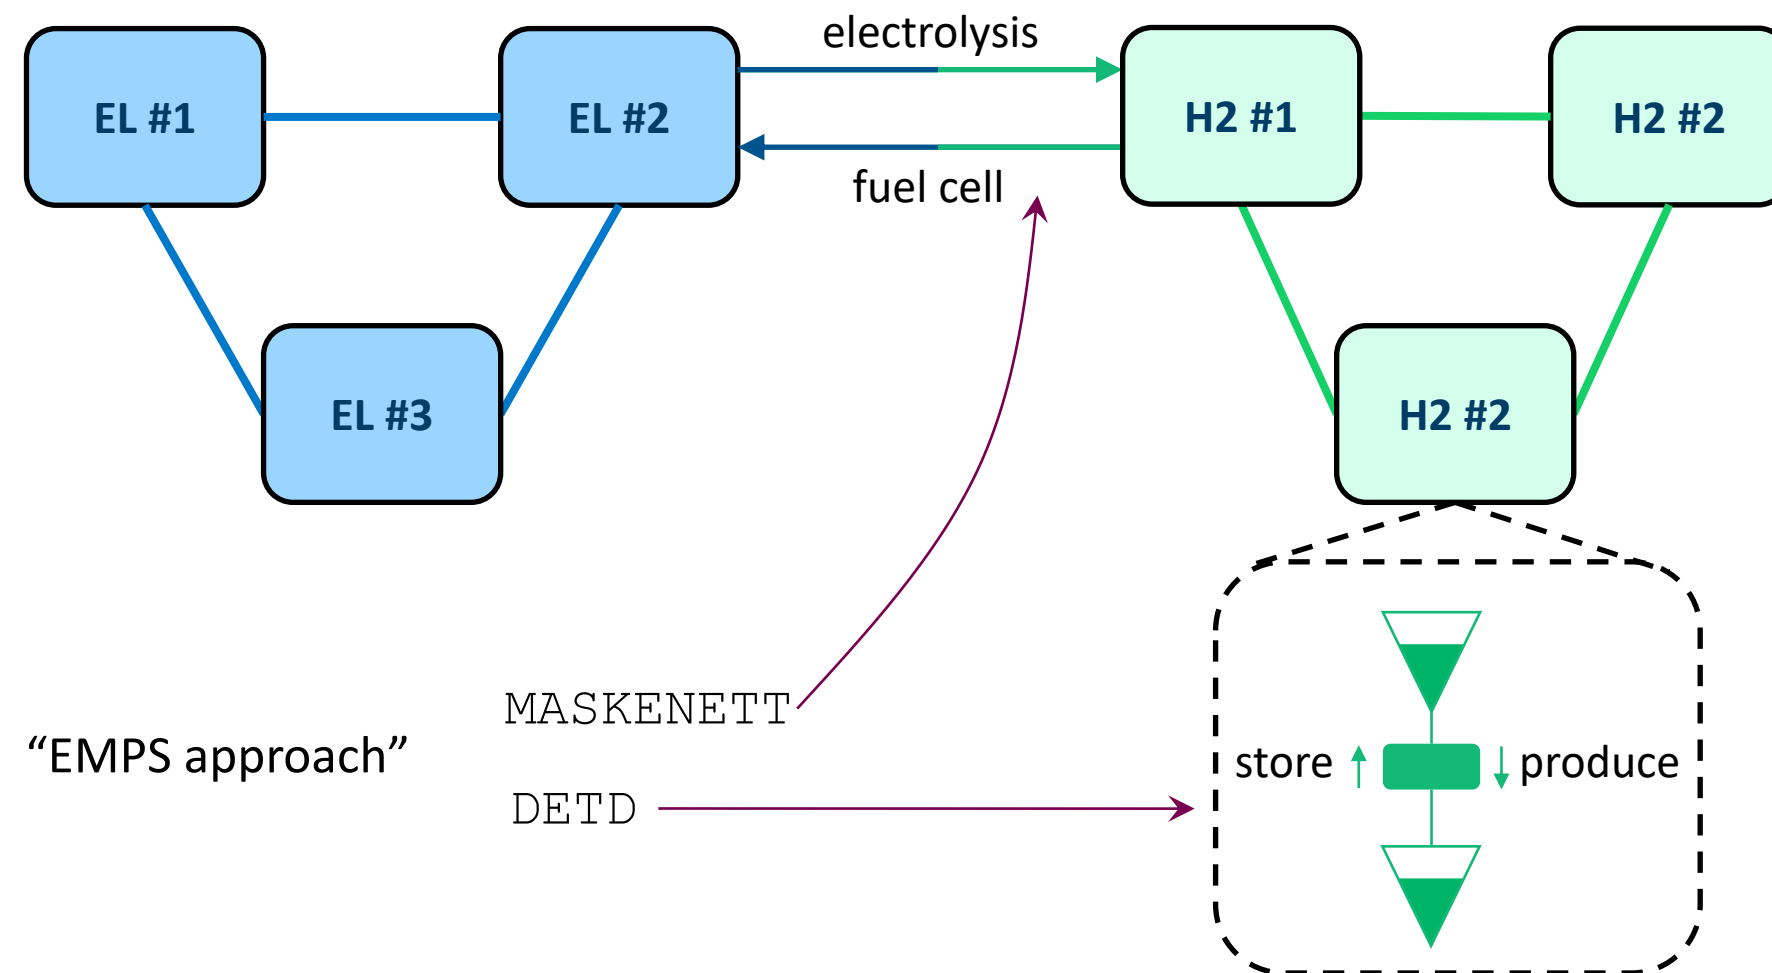 electrolysis
EL #1
EL #2
H2 #1
H2 #2
fuel cell
EL #3
H2 #2
MASKENETT
“EMPS approach”
store
produce
DETD